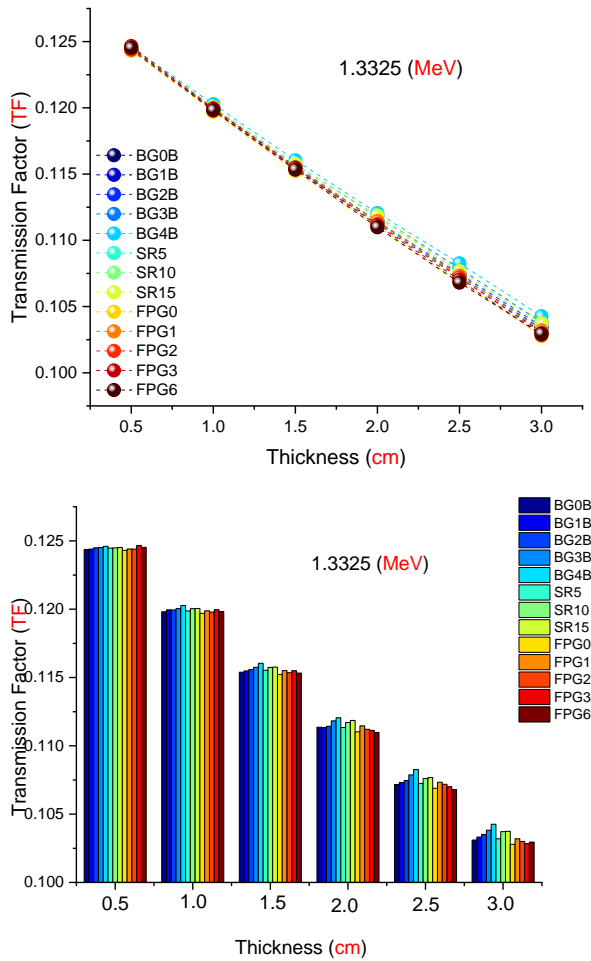 0.125
0.120
0.115
0.110
0.105
0.100
Transmission Factor (TF)
1.3325 (MeV)
BG0B
BG1B
BG2B
BG3B
BG4B
SR5
SR10
SR15
FPG0
FPG1
FPG2
FPG3
FPG6
0.5 1.0 1.5 2.0 2.5 3.0
Thickness (cm)
0.125
0.120
0.115
0.110
0.105
0.100
Transmission Factor (TF)
1.3325 (MeV)
BG0B
BG1B
BG2B
BG3B
BG4B
SR5
SR10
SR15
FPG0
FPG1
FPG2
FPG3
FPG6
0.5 1.0 1.5 2.0 2.5 3.0
Thickness (cm)